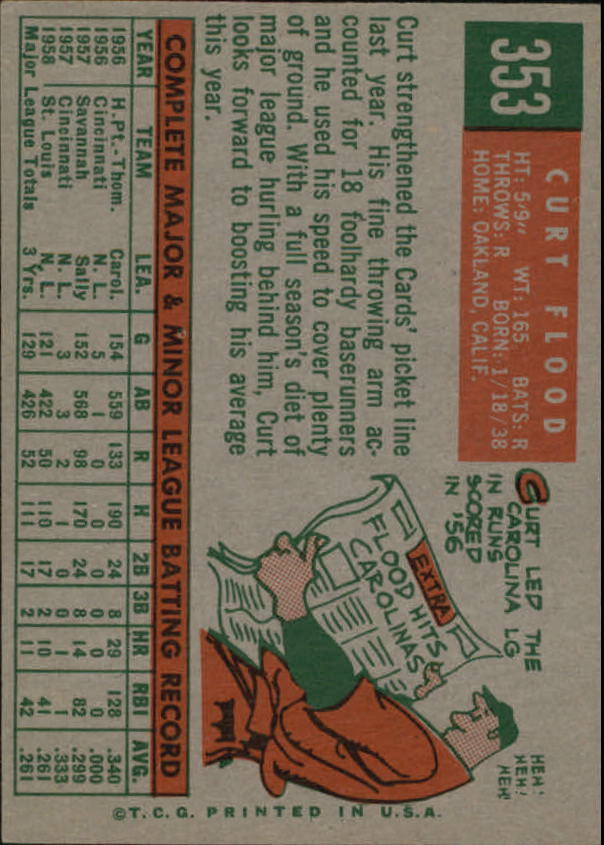 353
CURT FLOOD
HT: 5'9" WT: 165 BATS: R
THROWS: R BORN: 1/18/38
HOME: OAKLAND, CALIF.
Curt strengthened the Cards' picket line
last year. His fine throwing arm ac-
counted for 18 foolhardy baserunners
and he used his speed to cover plenty
of ground. With a full season's diet of
major league hurling behind him, Curt
looks forward to boosting his average
this year.
CURT LED THE
CAROLINA LG
IN RUNS
SCORED
IN '56
HEH!
HEH!
HEH!
EXTRA
FLOOD HITS
CAROLINAS
COMPLETE MAJOR & MINOR LEAGUE BATTING RECORD
YEAR TEAM LEA. G AB R H 2B 3B HR RBI AVG.
1956 H.Pt.-Thom. Carol. 154 559 133 190 24 8 29 128 .340
1956 Cincinnati N. L. 5 1 0 0 0 0 0 0 .000
1957 Savannah Sally 152 568 98 170 24 8 14 82 .299
1957 Cincinnati N. L. 3 3 2 1 0 0 1 1 .333
1958 St. Louis N. L. 121 422 50 110 17 2 10 41 .261
Major League Totals 3 Yrs. 129 426 52 111 17 2 11 42 .261
©T.C.G. PRINTED IN U.S.A.